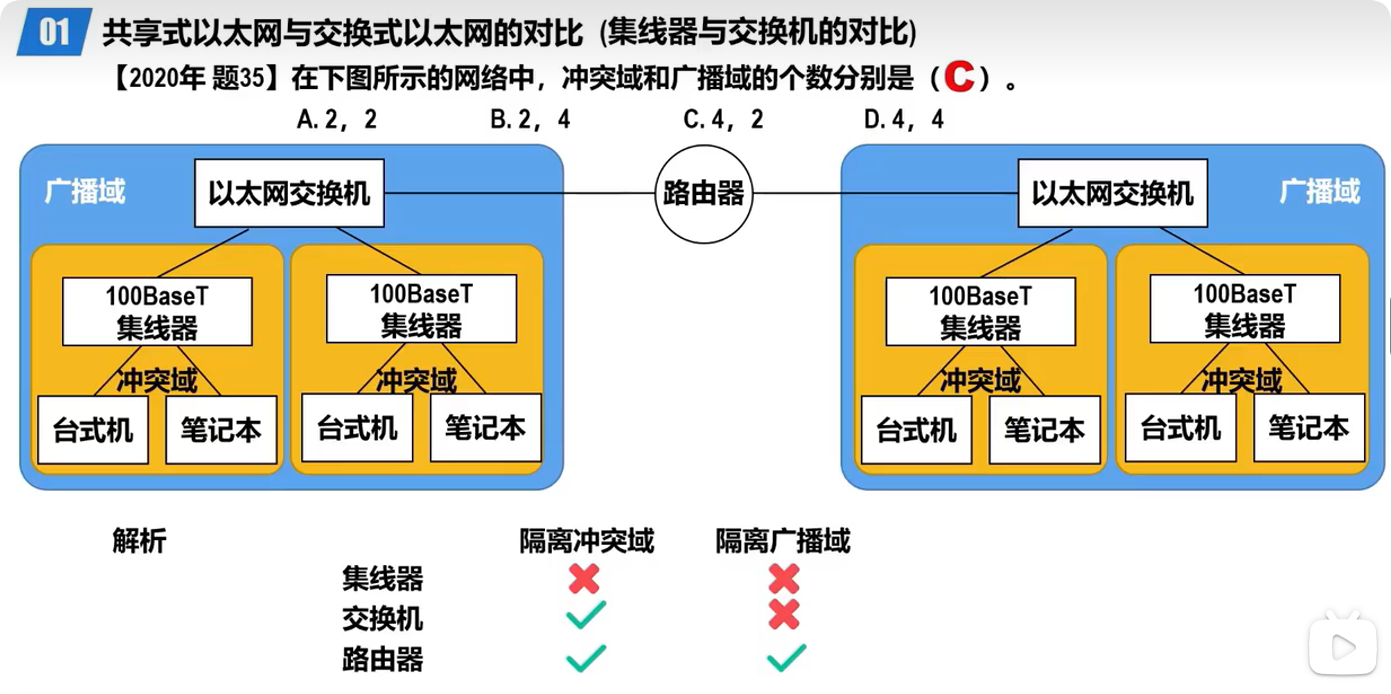 01 共享式以太网与交换式以太网的对比 (集线器与交换机的对比)
【2020年 题35】在下图所示的网络中，冲突域和广播域的个数分别是（C）。
A. 2，2 B. 2，4 C. 4，2 D. 4，4
广播域 以太网交换机 路由器 以太网交换机 广播域
100BaseT 100BaseT 100BaseT 100BaseT
集线器 集线器 集线器 集线器
冲突域 冲突域 冲突域 冲突域
台式机 笔记本 台式机 笔记本 台式机 笔记本 台式机 笔记本
解析 隔离冲突域 隔离广播域
集线器
交换机
路由器